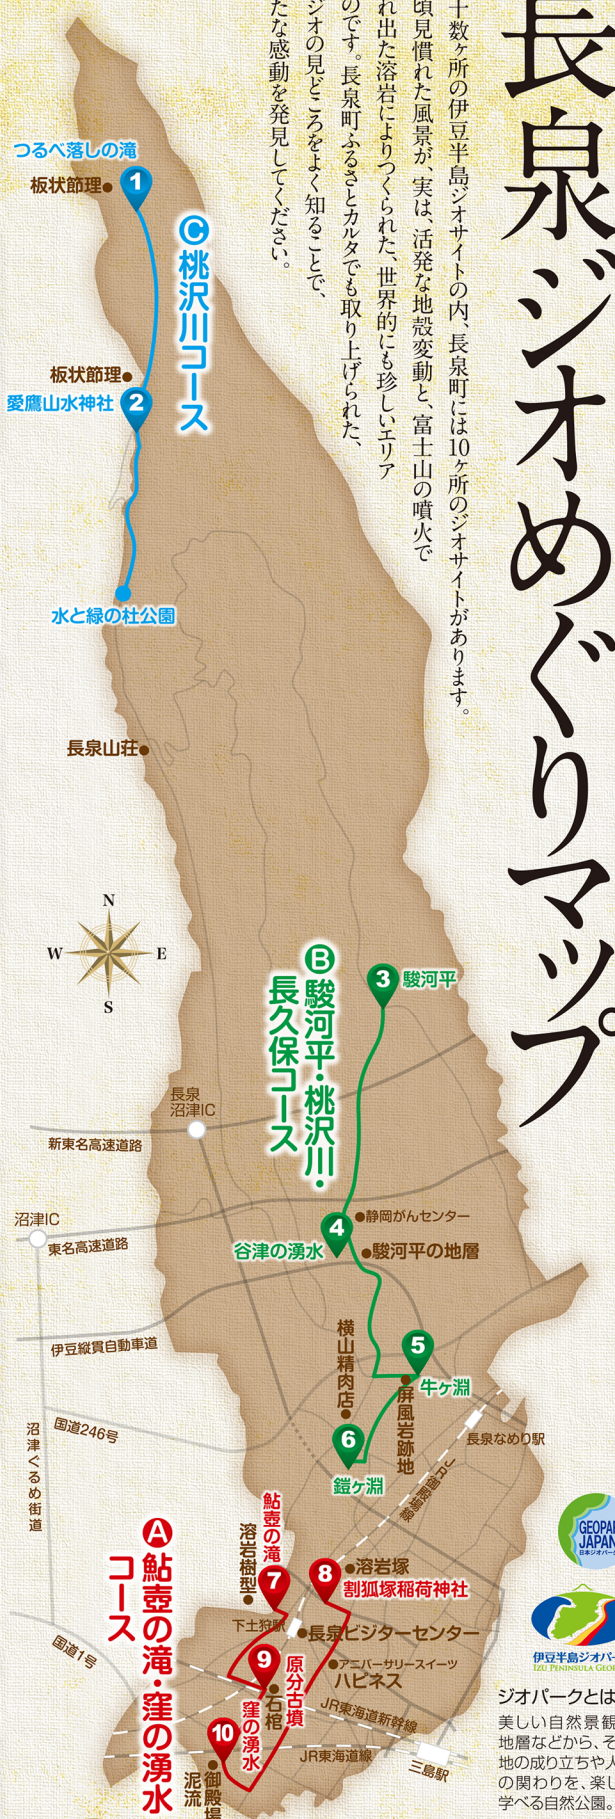 長泉ジオめぐりマップ
十数ヶ所の伊豆半島ジオサイトの内、長泉町には10ヶ所のジオサイトがあります。
頃見慣れた風景が、実は、活発な地殻変動と、富士山の噴火で
れ出た溶岩によりつくられた、世界的にも珍しいエリア
のです。長泉町ふるさとカルタでも取り上げられた、
ジオの見どころをよく知ることで、
たな感動を発見してください。
つるべ落しの滝
板状節理
1
C 桃沢川コース
板状節理
愛鷹山水神社
2
水と緑の杜公園
長泉山荘
N
W
E
S
B 駿河平・桃沢川・
長久保コース
3
駿河平
長泉
沼津IC
新東名高速道路
沼津IC
東名高速道路
4
静岡がんセンター
谷津の湧水
駿河平の地層
伊豆縦貫自動車道
横山精肉店
5
牛ヶ淵
屏風岩跡地
国道246号
沼津ぐるめ街道
6
鎧ヶ淵
長泉なめり駅
JR御殿場線
A 鮎壺の滝・窪の湧水
コース
鮎壺の滝
溶岩樹型
7
8
溶岩塚
割狐塚稲荷神社
下土狩駅
長泉ビジターセンター
アニバーサリースイーツ
ハピネス
9
原分古墳
石棺
国道1号
10
窪の湧水
御殿場
泥流
JR東海道新幹線
JR東海道線
三島駅
GEOPAR
JAPAN
日本ジオパー
伊豆半島ジオパー
IZU PENINSULA GEO
ジオパークとは
美しい自然景観
地層などから、そ
地の成り立ちや人
の関わりを、楽し
学べる自然公園。